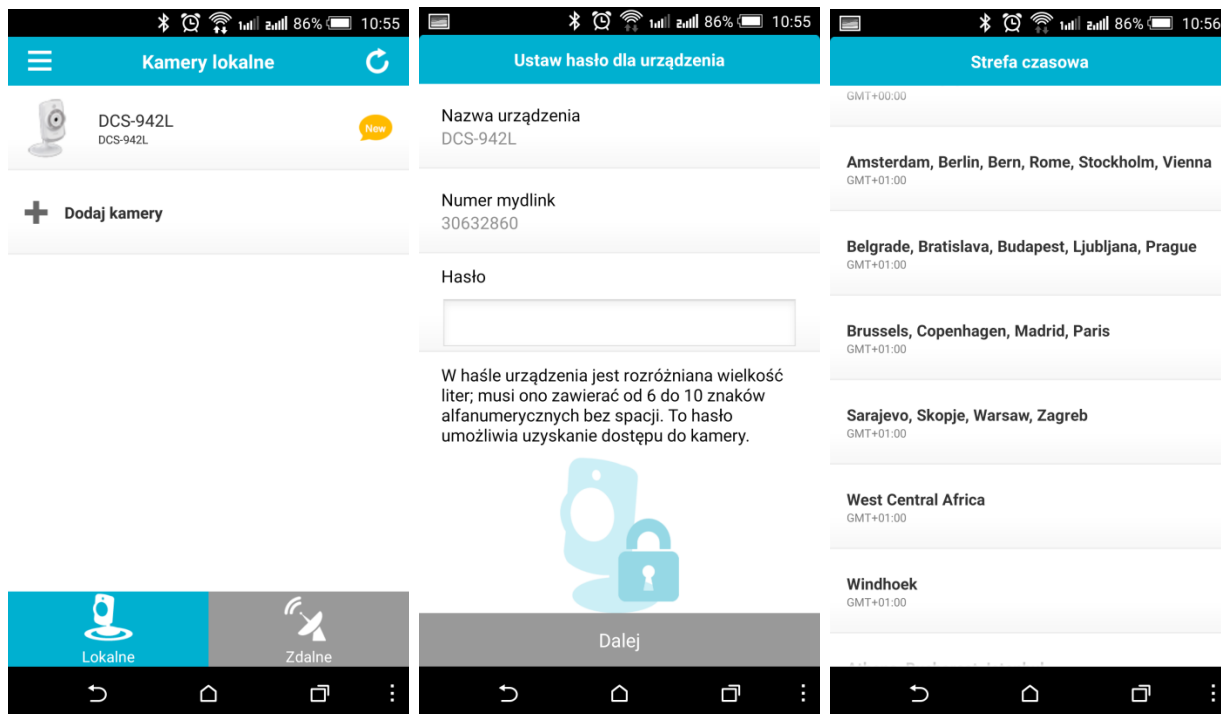 86% 10:55
Kamery lokalne
DCS-942L
DCS-942L
New
Dodaj kamery
Lokalne
Zdalne
86% 10:55
Ustaw hasło dla urządzenia
Nazwa urządzenia
DCS-942L
Numer mydlink
30632860
Hasło
W haśle urządzenia jest rozróżniana wielkość
liter; musi ono zawierać od 6 do 10 znaków
alfanumerycznych bez spacji. To hasło
umożliwia uzyskanie dostępu do kamery.
Dalej
86% 10:56
Strefa czasowa
GMT+00:00
Amsterdam, Berlin, Bern, Rome, Stockholm, Vienna
GMT+01:00
Belgrade, Bratislava, Budapest, Ljubljana, Prague
GMT+01:00
Brussels, Copenhagen, Madrid, Paris
GMT+01:00
Sarajevo, Skopje, Warsaw, Zagreb
GMT+01:00
West Central Africa
GMT+01:00
Windhoek
GMT+01:00